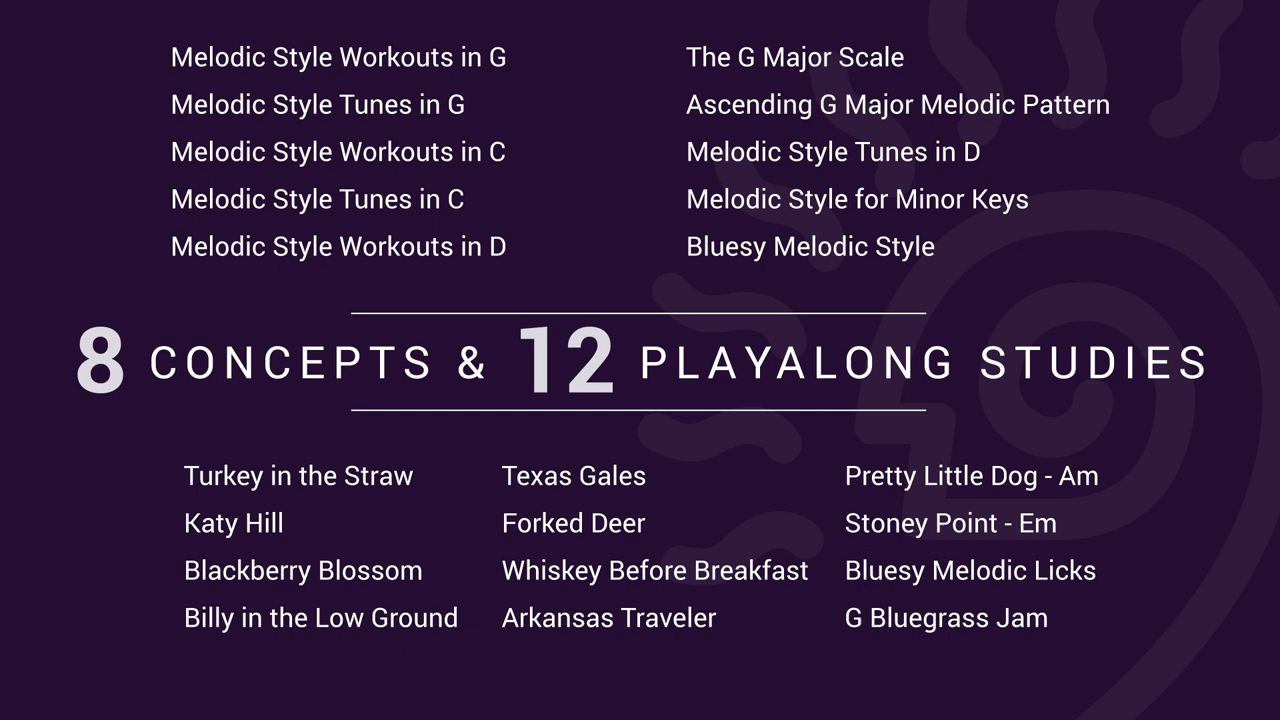 Melodic Style Workouts in G
Melodic Style Tunes in G
Melodic Style Workouts in C
Melodic Style Tunes in C
Melodic Style Workouts in D
The G Major Scale
Ascending G Major Melodic Pattern
Melodic Style Tunes in D
Melodic Style for Minor Keys
Bluesy Melodic Style
8 CONCEPTS & 12 PLAYALONG STUDIES
Turkey in the Straw
Katy Hill
Blackberry Blossom
Billy in the Low Ground
Texas Gales
Forked Deer
Whiskey Before Breakfast
Arkansas Traveler
Pretty Little Dog - Am
Stoney Point - Em
Bluesy Melodic Licks
G Bluegrass Jam